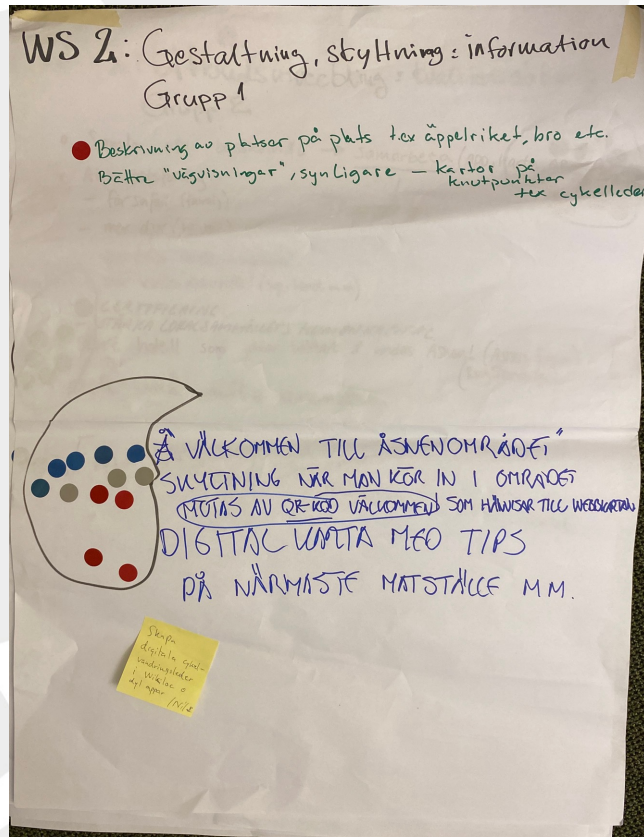 WS 2: Gestaltning, skyltning : information
Grupp 1
Beskrivning av platser på plats t.ex äppelriket, bro etc.
Bättre "vägvisningar", synligare – kartor på
knutpunkter
tex cykelleder
Å VÄLKOMMEN TILL ÅSNENOMRÅDET"
SKYLTNING NÄR MAN KÖR IN I OMRÅDET
MÖTAS AV QR-KOD VÄLKOMMEN SOM HÄNVISAR TILL WEBBKARTAN
DIGITAL KARTA MED TIPS
PÅ NÄRMASTE MATSTÄLLE MM.
Skapa
digitala
vandringsleder
i Wikiloc o
dyl appar
/Nils